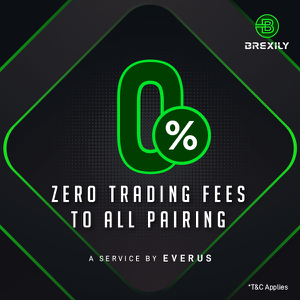 BREXILY
0%
ZERO TRADING FEES
TO ALL PAIRING
A SERVICE BY EVERUS
*T&C Applies